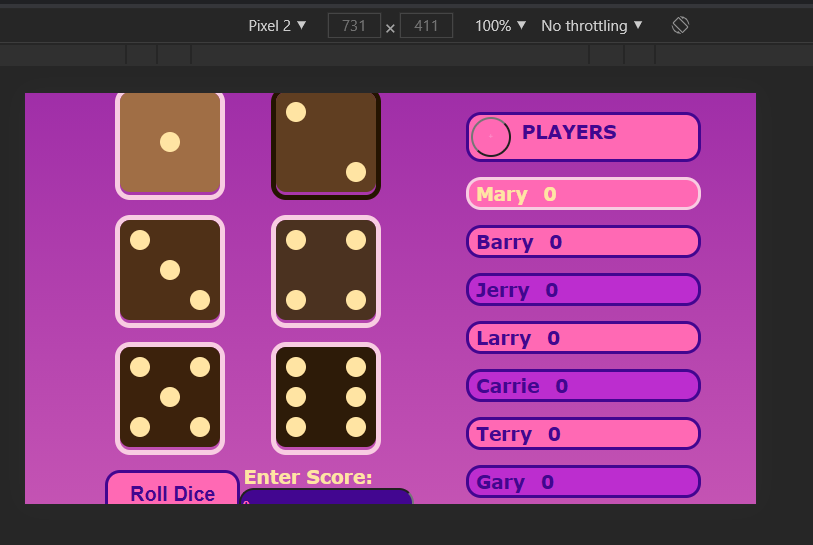 Pixel 2 ▼ 731 × 411 100% ▼ No throttling ▼
PLAYERS
Mary 0
Barry 0
Jerry 0
Larry 0
Carrie 0
Terry 0
Gary 0
Enter Score:
Roll Dice